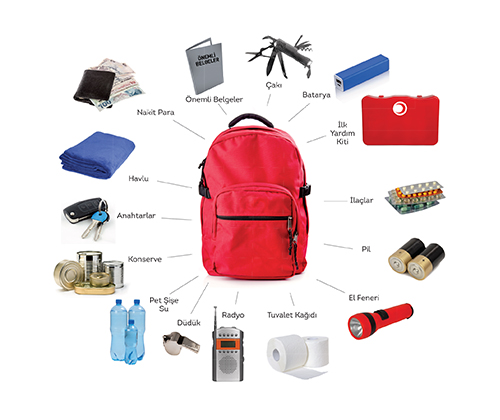 ÖNEMLİ
BELGELER
Çakı
Önemli Belgeler
Batarya
Nakit Para
İlk
Yardım
Kiti
Havlu
İlaçlar
Anahtarlar
Pil
Konserve
El Feneri
Pet Şişe
Su
Düdük
Radyo
Tuvalet Kağıdı